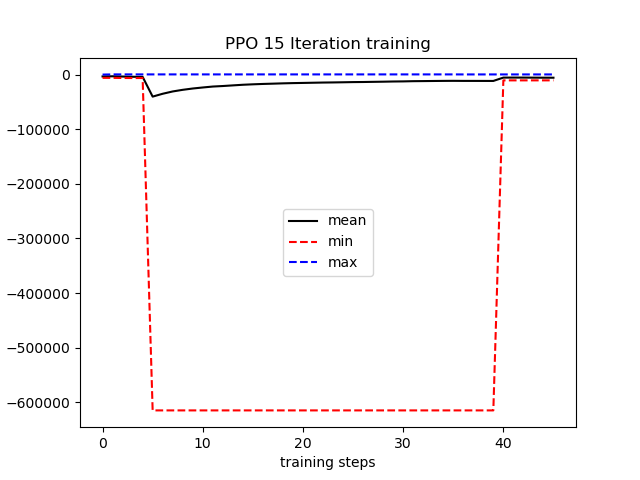 PPO 15 Iteration training
0
−100000
−200000
−300000
−400000
−500000
−600000
mean
min
max
0 10 20 30 40
training steps